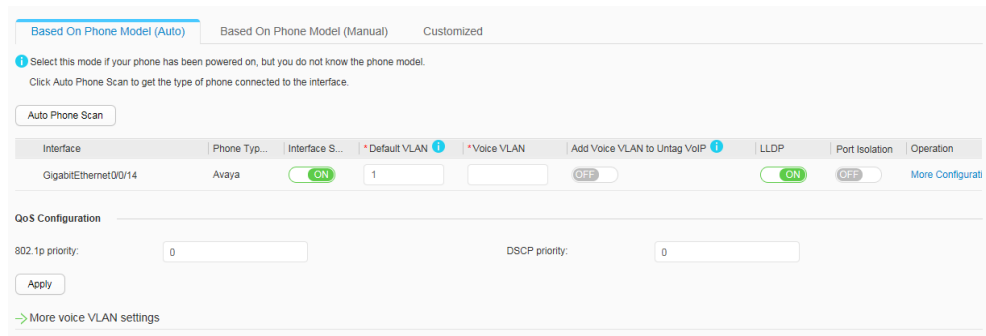 Based On Phone Model (Auto) Based On Phone Model (Manual) Customized
Select this mode if your phone has been powered on, but you do not know the phone model.
Click Auto Phone Scan to get the type of phone connected to the interface.
Auto Phone Scan
Interface Phone Typ... Interface S... *Default VLAN *Voice VLAN Add Voice VLAN to Untag VoIP LLDP Port Isolation Operation
GigabitEthernet0/0/14 Avaya ON 1 OFF ON OFF More Configurati
QoS Configuration
802.1p priority: 0 DSCP priority: 0
Apply
More voice VLAN settings